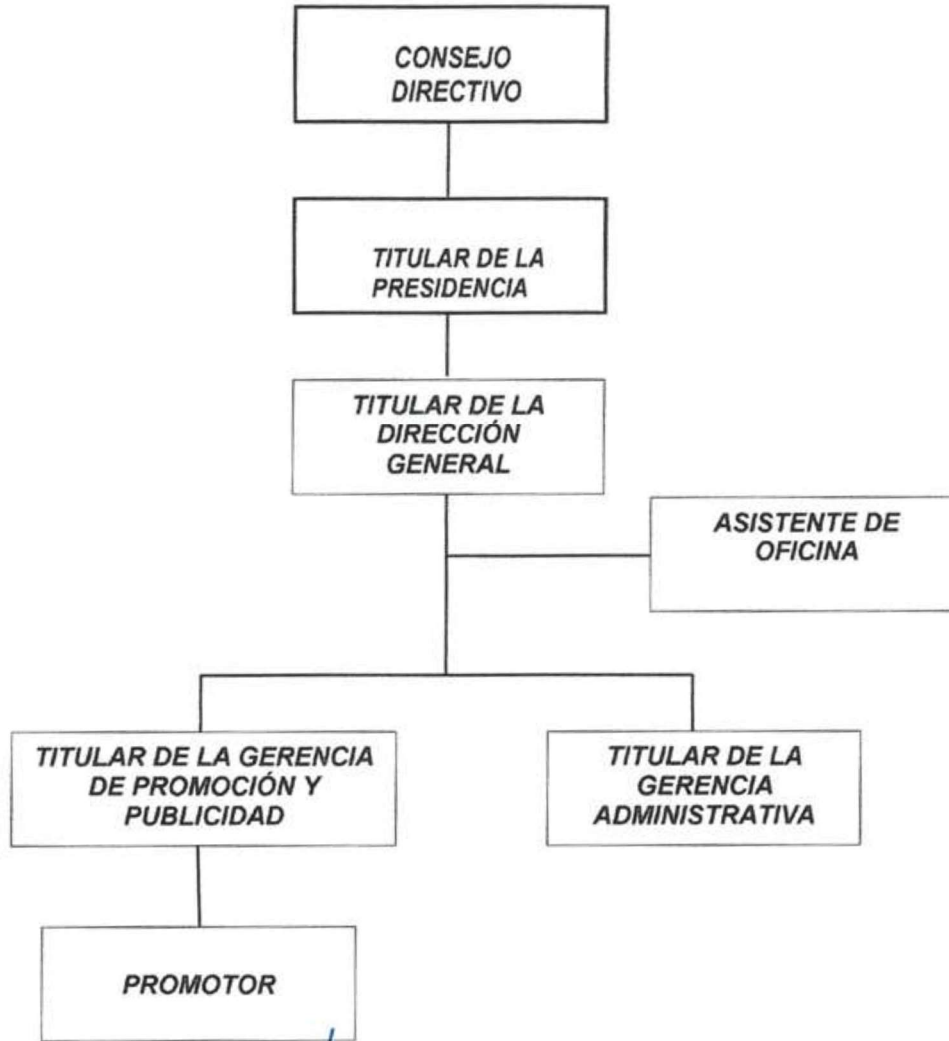 CONSEJO
DIRECTIVO
TITULAR DE LA
PRESIDENCIA
TITULAR DE LA
DIRECCIÓN
GENERAL
ASISTENTE DE
OFICINA
TITULAR DE LA GERENCIA
DE PROMOCIÓN Y
PUBLICIDAD
TITULAR DE LA
GERENCIA
ADMINISTRATIVA
PROMOTOR